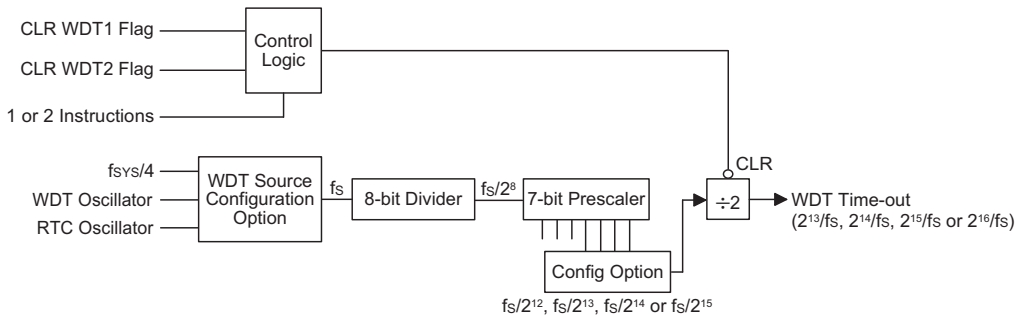 CLR WDT1 Flag
CLR WDT2 Flag
1 or 2 Instructions
Control
Logic
fSYS/4
WDT Oscillator
RTC Oscillator
WDT Source
Configuration
Option
fS
8-bit Divider
fS/2⁸
7-bit Prescaler
Config Option
fS/2¹², fS/2¹³, fS/2¹⁴ or fS/2¹⁵
CLR
÷2
WDT Time-out
(2¹³/fS, 2¹⁴/fS, 2¹⁵/fS or 2¹⁶/fS)